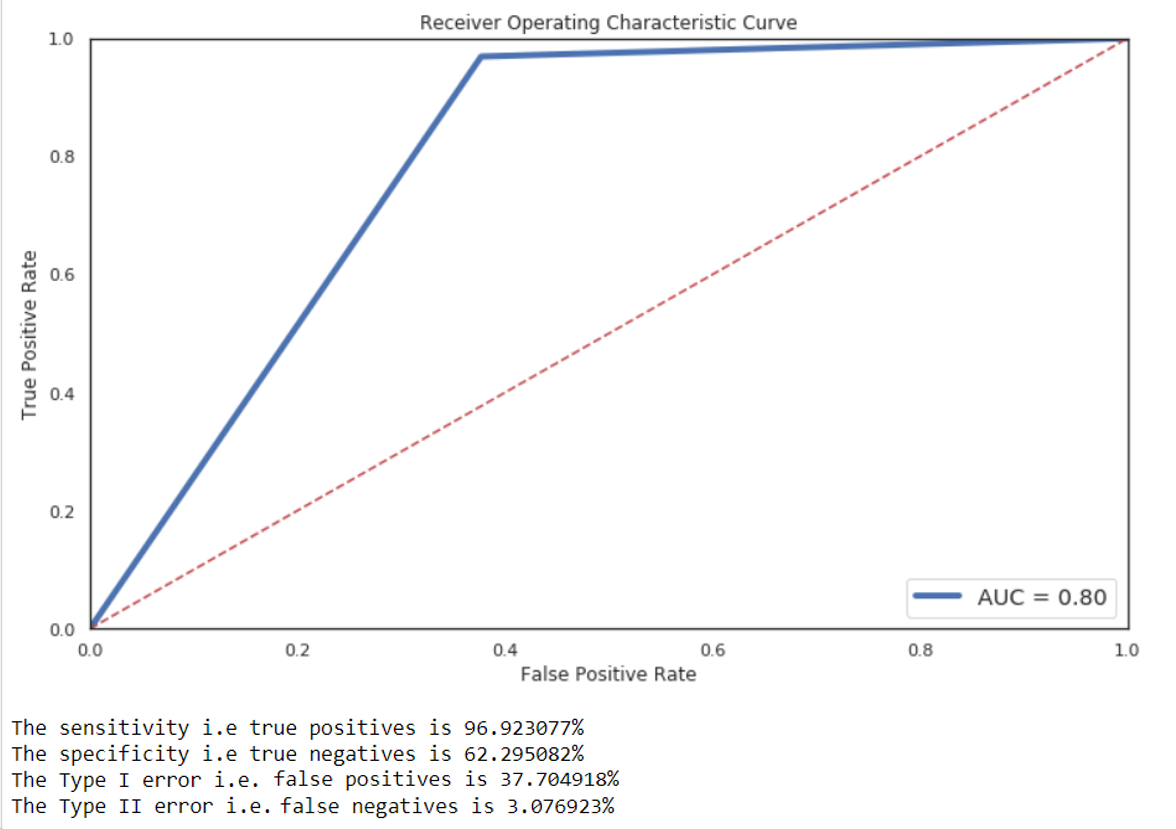 Receiver Operating Characteristic Curve
1.0
0.8
0.6
0.4
0.2
0.0
True Positive Rate
AUC = 0.80
0.0 0.2 0.4 0.6 0.8 1.0
False Positive Rate
The sensitivity i.e true positives is 96.923077%
The specificity i.e true negatives is 62.295082%
The Type I error i.e. false positives is 37.704918%
The Type II error i.e. false negatives is 3.076923%